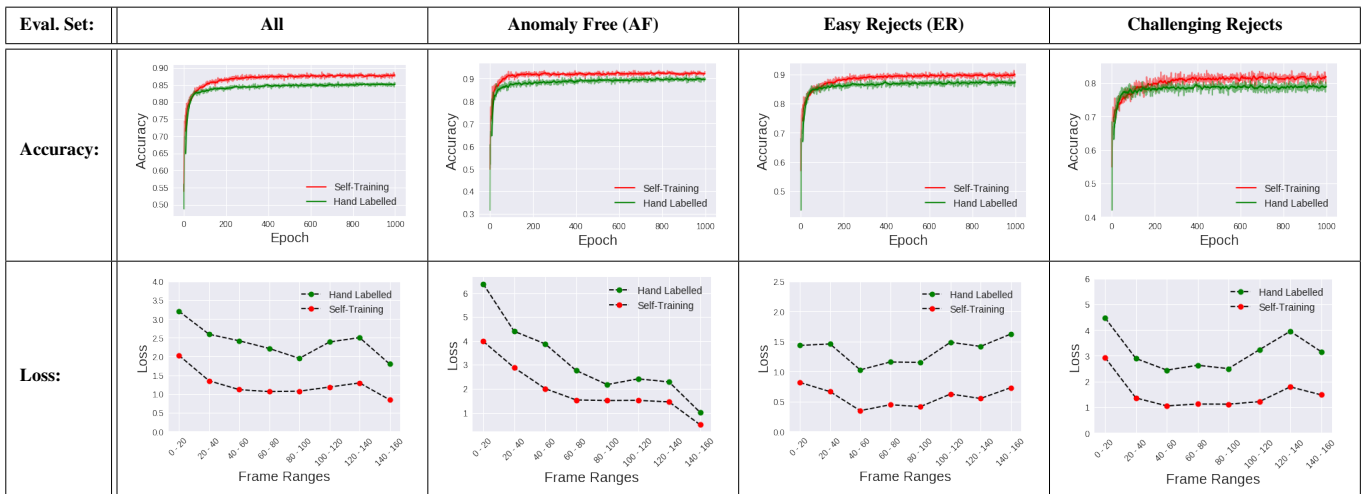 Eval. Set: All Anomaly Free (AF) Easy Rejects (ER) Challenging Rejects
Accuracy:
Accuracy
0.90
0.85
0.80
0.75
0.70
0.65
0.60
0.55
0.50
Self-Training
Hand Labelled
0 200 400 600 800 1000
Epoch
Accuracy
0.9
0.8
0.7
0.6
0.5
0.4
0.3
Self-Training
Hand Labelled
0 200 400 600 800 1000
Epoch
Accuracy
0.9
0.8
0.7
0.6
0.5
Self-Training
Hand Labelled
0 200 400 600 800 1000
Epoch
Accuracy
0.8
0.7
0.6
0.5
0.4
Self-Training
Hand Labelled
0 200 400 600 800 1000
Epoch
Loss:
Loss
4.0
3.5
3.0
2.5
2.0
1.5
1.0
0.5
0.0
Hand Labelled
Self-Training
0 - 20 20 - 40 40 - 60 60 - 80 80 - 100 100 - 120 120 - 140 140 - 160
Frame Ranges
Loss
6
5
4
3
2
1
Hand Labelled
Self-Training
0 - 20 20 - 40 40 - 60 60 - 80 80 - 100 100 - 120 120 - 140 140 - 160
Frame Ranges
Loss
2.5
2.0
1.5
1.0
0.5
0.0
Hand Labelled
Self-Training
0 - 20 20 - 40 40 - 60 60 - 80 80 - 100 100 - 120 120 - 140 140 - 160
Frame Ranges
Loss
6
5
4
3
2
1
0
Hand Labelled
Self-Training
0 - 20 20 - 40 40 - 60 60 - 80 80 - 100 100 - 120 120 - 140 140 - 160
Frame Ranges